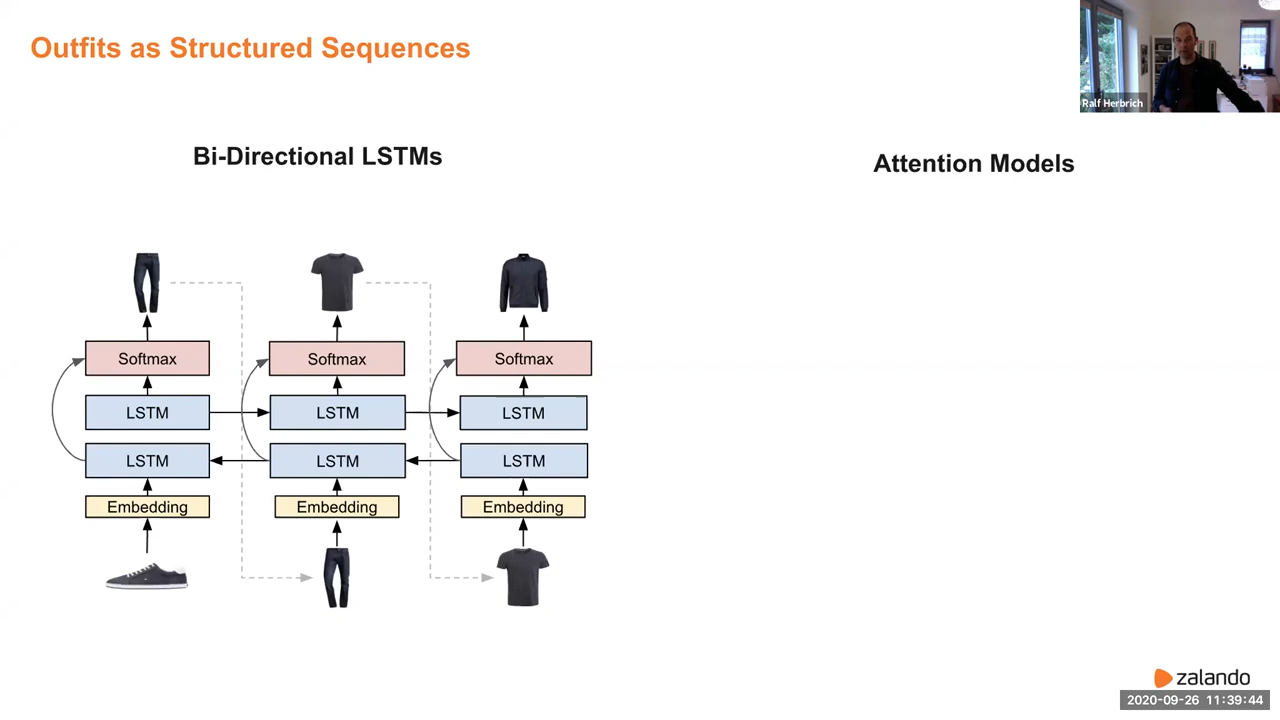 Outfits as Structured Sequences
Ralf Herbrich
Bi-Directional LSTMs
Attention Models
Softmax
Softmax
Softmax
LSTM
LSTM
LSTM
LSTM
LSTM
LSTM
Embedding
Embedding
Embedding
zalando
2020-09-26 11:39:44